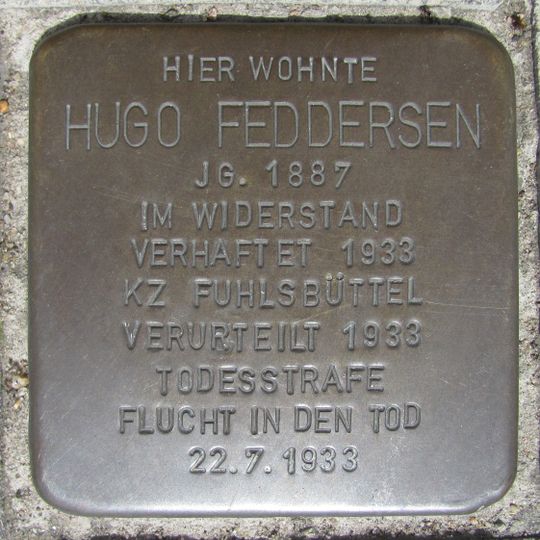 HIER WOHNTE
HUGO FEDDERSEN
JG. 1887
IM WIDERSTAND
VERHAFTET 1933
KZ FUHLSBÜTTEL
VERURTEILT 1933
TODESSTRAFE
FLUCHT IN DEN TOD
22.7.1933